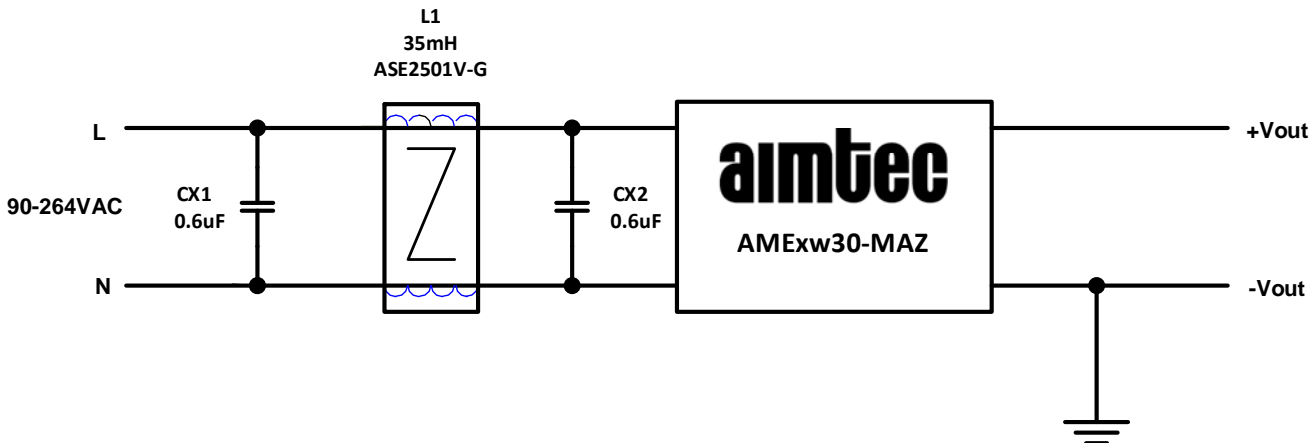 L1
35mH
ASE2501V-G
L
+Vout
90-264VAC
CX1
0.6uF
CX2
0.6uF
aimtec
AMExw30-MAZ
N
-Vout